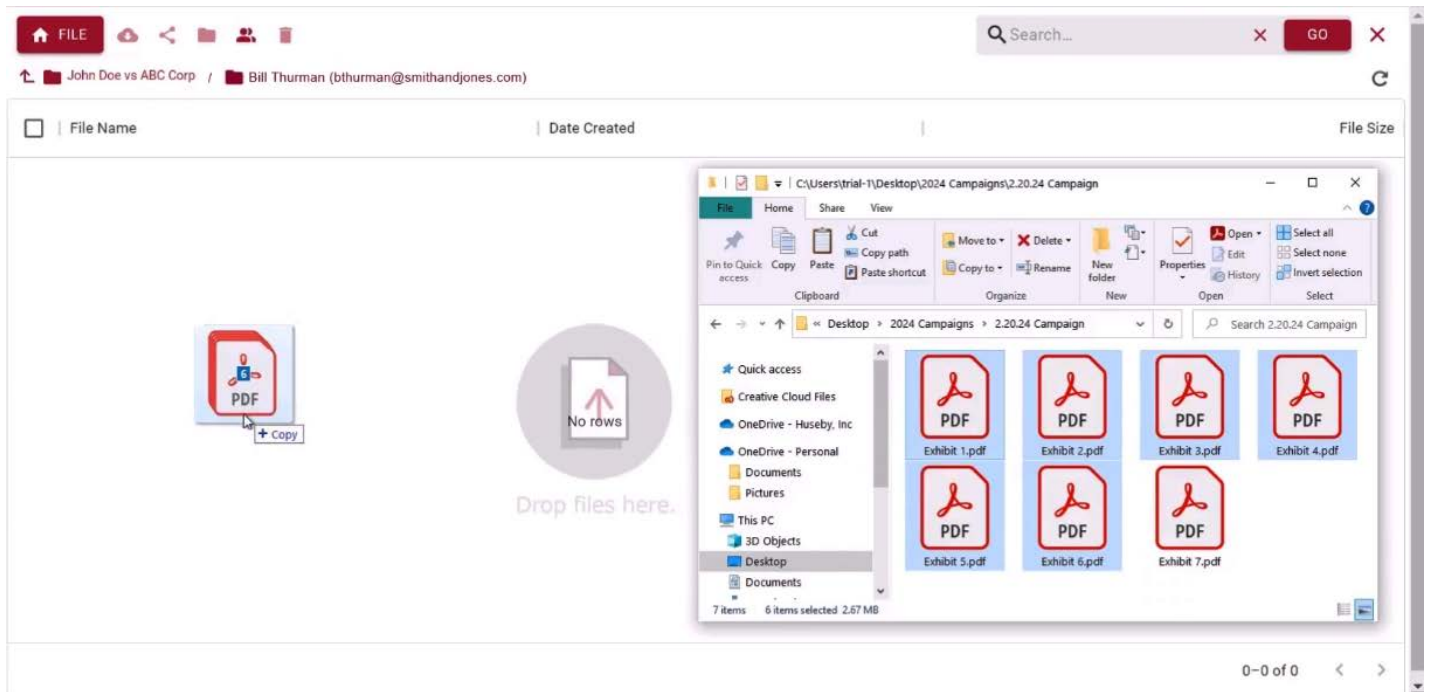 FILE
Search...
GO
John Doe vs ABC Corp / Bill Thurman (bthurman@smithandjones.com)
File Name Date Created File Size
6
PDF
+ Copy
No rows
Drop files here.
C:\Users\trial-1\Desktop\2024 Campaigns\2.20.24 Campaign
File Home Share View
Pin to Quick access
Copy
Paste
Cut
Copy path
Paste shortcut
Clipboard
Move to
Copy to
Delete
Rename
Organize
New folder
New
Properties
Open
Edit
History
Open
Select all
Select none
Invert selection
Select
« Desktop > 2024 Campaigns > 2.20.24 Campaign
Search 2.20.24 Campaign
Quick access
Creative Cloud Files
OneDrive - Huseby, Inc
OneDrive - Personal
Documents
Pictures
This PC
3D Objects
Desktop
Documents
PDF PDF PDF PDF
Exhibit 1.pdf Exhibit 2.pdf Exhibit 3.pdf Exhibit 4.pdf
PDF PDF PDF
Exhibit 5.pdf Exhibit 6.pdf Exhibit 7.pdf
7 items 6 items selected 2.67 MB
0–0 of 0